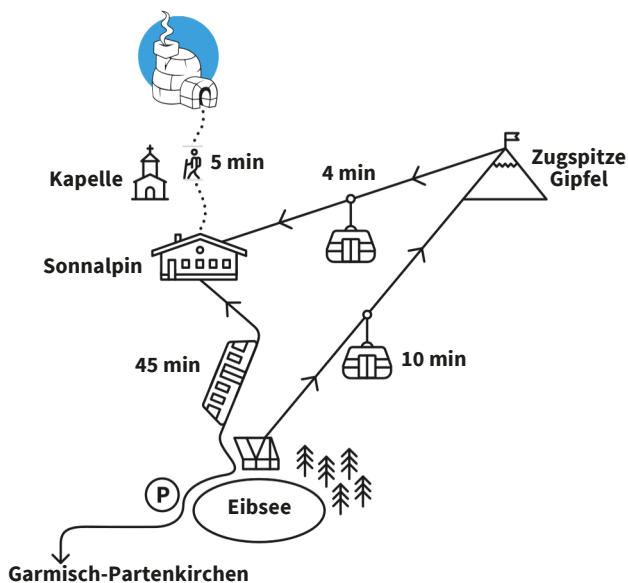 5 min
Kapelle
4 min
Zugspitze
Gipfel
Sonnalpin
45 min
10 min
P
Eibsee
Garmisch-Partenkirchen